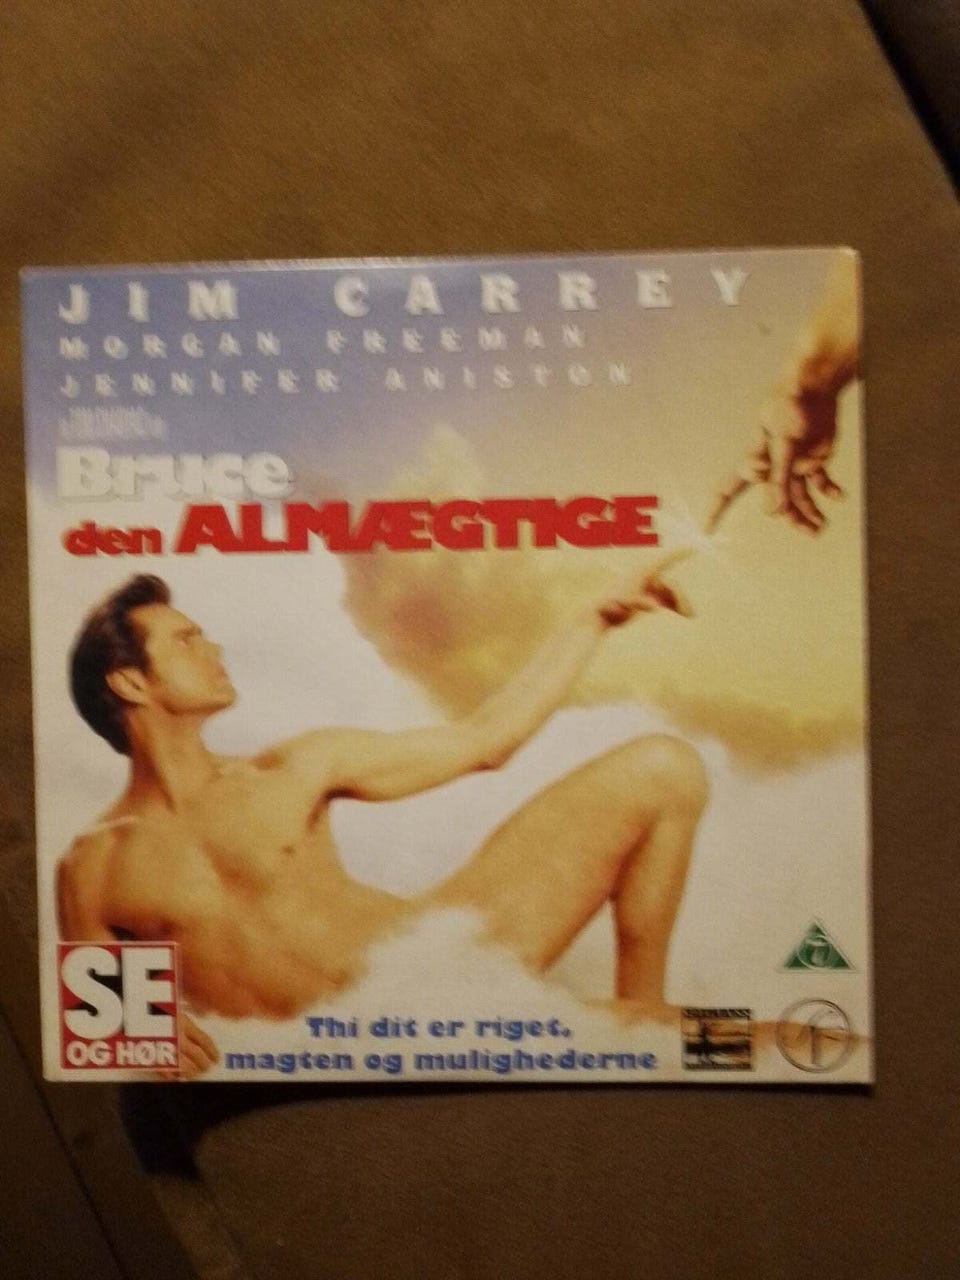 JIM CARREY
MORGAN FREEMAN
JENNIFER ANISTON
Bruce
den ALMÆGTIGE
SE
OG HØR
Thi dit er riget,
magten og mulighederne